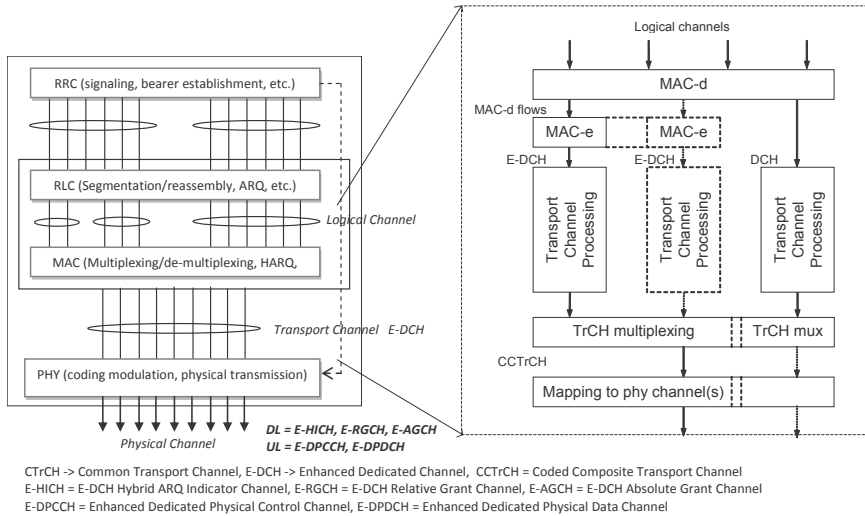 RRC (signaling, bearer establishment, etc.)
RLC (Segmentation/reassembly, ARQ, etc.)
Logical Channel
MAC (Multiplexing/de-multiplexing, HARQ,
Transport Channel E-DCH
PHY (coding modulation, physical transmission)
Physical Channel
DL = E-HICH, E-RGCH, E-AGCH
UL = E-DPCCH, E-DPDCH
Logical channels
MAC-d
MAC-d flows
MAC-e
MAC-e
E-DCH
E-DCH
DCH
Transport Channel Processing
Transport Channel Processing
Transport Channel Processing
TrCH multiplexing
TrCH mux
CCTrCH
Mapping to phy channel(s)
CTrCH -> Common Transport Channel, E-DCH -> Enhanced Dedicated Channel, CCTrCH = Coded Composite Transport Channel
E-HICH = E-DCH Hybrid ARQ Indicator Channel, E-RGCH = E-DCH Relative Grant Channel, E-AGCH = E-DCH Absolute Grant Channel
E-DPCCH = Enhanced Dedicated Physical Control Channel, E-DPDCH = Enhanced Dedicated Physical Data Channel